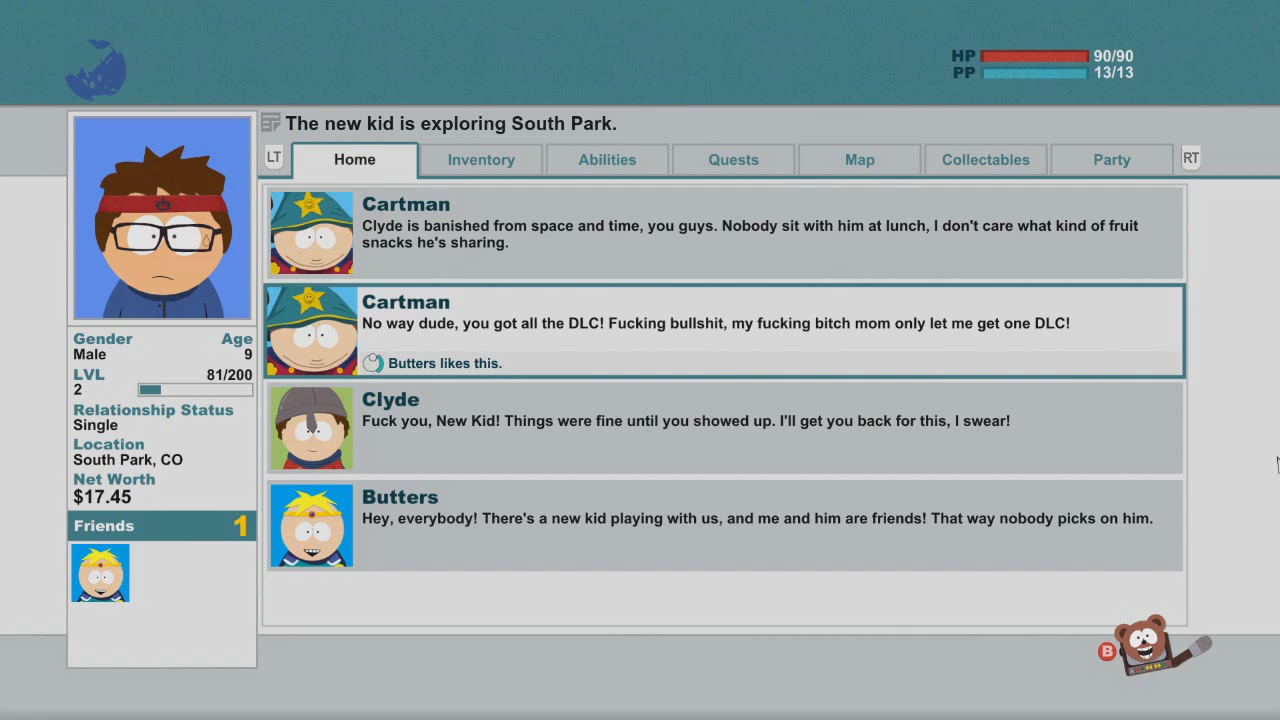 HP 90/90
PP 13/13
The new kid is exploring South Park.
LT Home Inventory Abilities Quests Map Collectables Party RT
Gender Age
Male 9
LVL 81/200
2
Relationship Status
Single
Location
South Park, CO
Net Worth
$17.45
Friends 1
Cartman
Clyde is banished from space and time, you guys. Nobody sit with him at lunch, I don't care what kind of fruit
snacks he's sharing.
Cartman
No way dude, you got all the DLC! Fucking bullshit, my fucking bitch mom only let me get one DLC!
Butters likes this.
Clyde
Fuck you, New Kid! Things were fine until you showed up. I'll get you back for this, I swear!
Butters
Hey, everybody! There's a new kid playing with us, and me and him are friends! That way nobody picks on him.
B